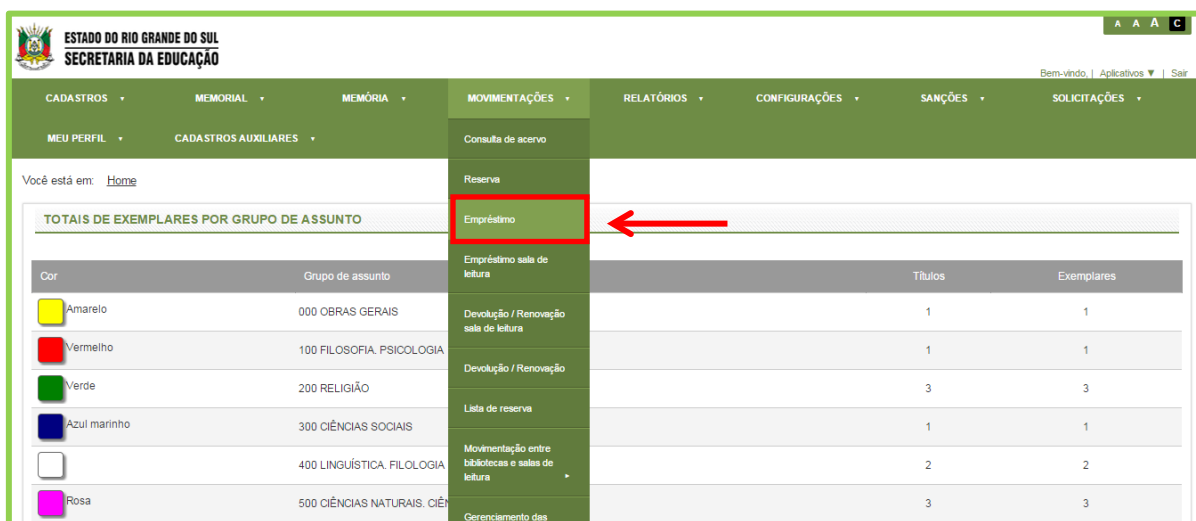 A A A C
ESTADO DO RIO GRANDE DO SUL
SECRETARIA DA EDUCAÇÃO
Bem-vindo, | Aplicativos ▼ | Sair
CADASTROS ▼ MEMORIAL ▼ MEMÓRIA ▼ MOVIMENTAÇÕES ▼ RELATÓRIOS ▼ CONFIGURAÇÕES ▼ SANÇÕES ▼ SOLICITAÇÕES ▼
MEU PERFIL ▼ CADASTROS AUXILIARES ▼
Consulta de acervo
Reserva
Empréstimo
Empréstimo sala de
leitura
Devolução / Renovação
sala de leitura
Devolução / Renovação
Lista de reserva
Movimentação entre
bibliotecas e salas de
leitura ▸
Gerenciamento das
Você está em: Home
TOTAIS DE EXEMPLARES POR GRUPO DE ASSUNTO
Cor Grupo de assunto Títulos Exemplares
Amarelo 000 OBRAS GERAIS 1 1
Vermelho 100 FILOSOFIA. PSICOLOGIA 1 1
Verde 200 RELIGIÃO 3 3
Azul marinho 300 CIÊNCIAS SOCIAIS 1 1
400 LINGUÍSTICA. FILOLOGIA 2 2
Rosa 500 CIÊNCIAS NATURAIS. 3 3